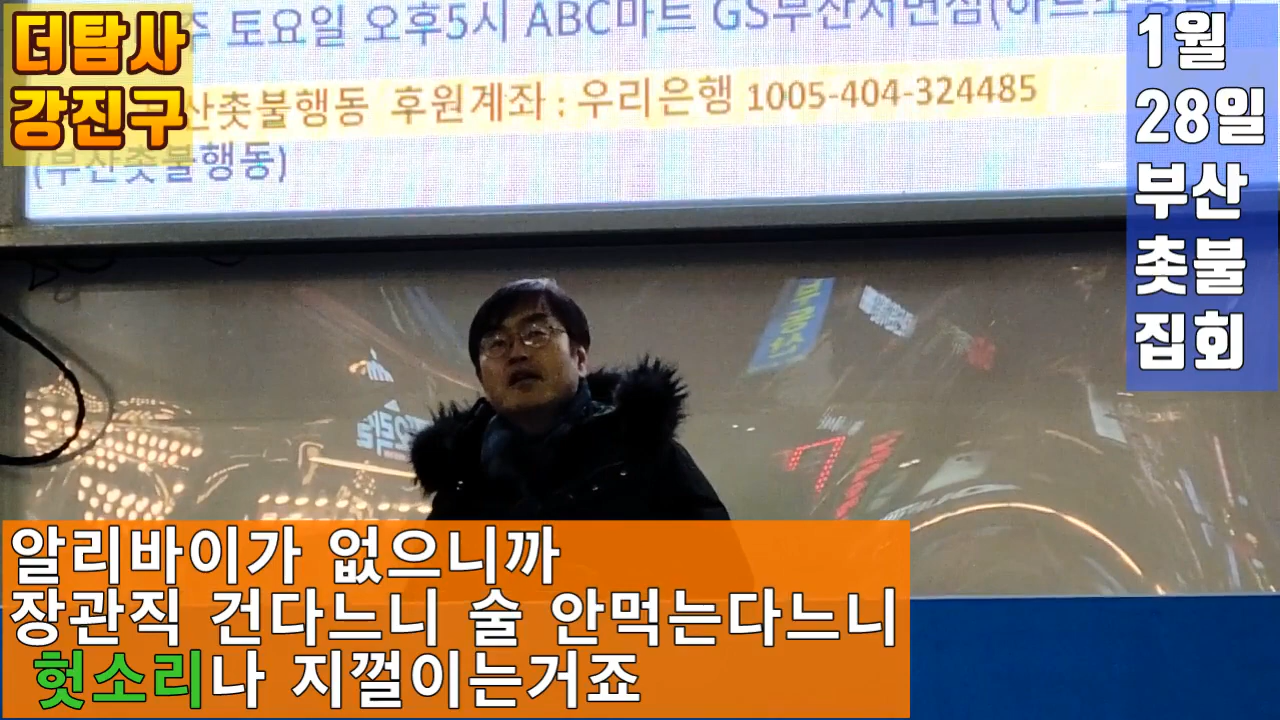 더탐사
강진구
토요일 오후5시 ABC마트 GS부산서면점
산촛불행동 후원계좌 : 우리은행 1005-404-324485
(부산촛불행동)
1월
28일
부산
촛불
집회
알리바이가 없으니까
장관직 건다느니 술 안먹는다느니
헛소리나 지껄이는거죠